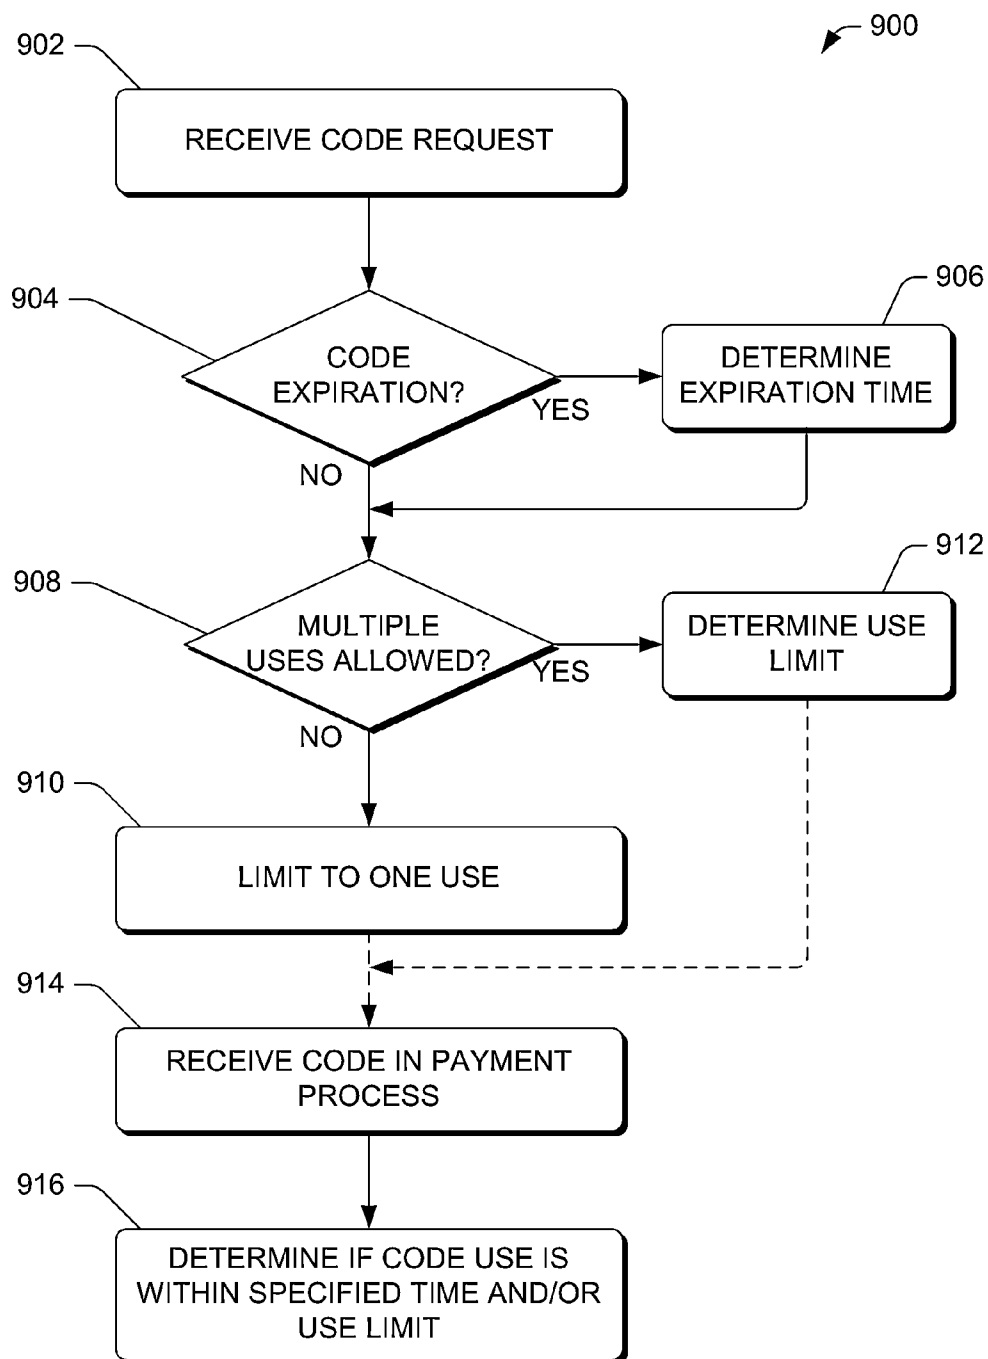 900
902
RECEIVE CODE REQUEST
904
CODE
EXPIRATION?
YES
NO
906
DETERMINE
EXPIRATION TIME
908
MULTIPLE
USES ALLOWED?
YES
NO
912
DETERMINE USE
LIMIT
910
LIMIT TO ONE USE
914
RECEIVE CODE IN PAYMENT
PROCESS
916
DETERMINE IF CODE USE IS
WITHIN SPECIFIED TIME AND/OR
USE LIMIT